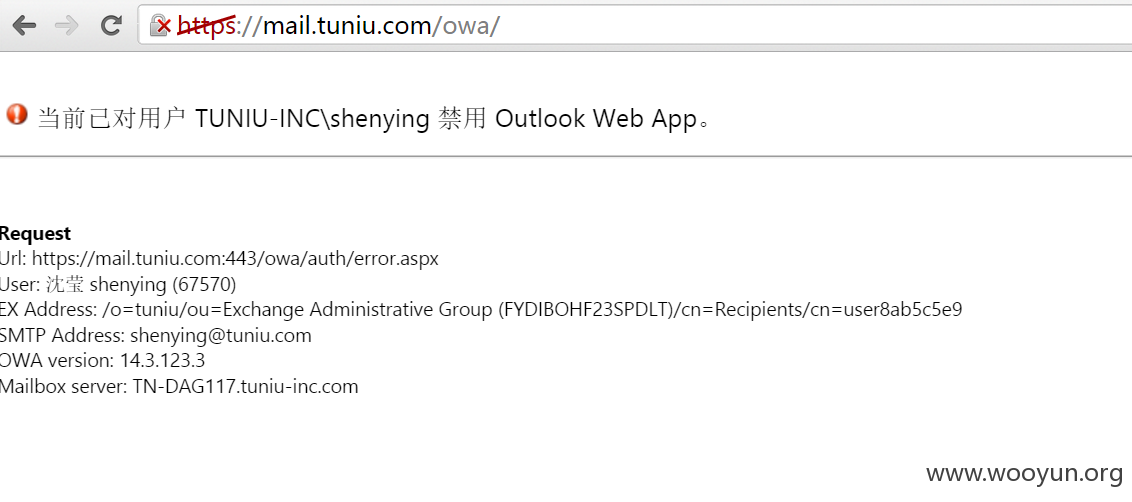 https://mail.tuniu.com/owa/
当前已对用户 TUNIU-INC\shenying 禁用 Outlook Web App。
Request
Url: https://mail.tuniu.com:443/owa/auth/error.aspx
User: 沈莹 shenying (67570)
EX Address: /o=tuniu/ou=Exchange Administrative Group (FYDIBOHF23SPDLT)/cn=Recipients/cn=user8ab5c5e9
SMTP Address: shenying@tuniu.com
OWA version: 14.3.123.3
Mailbox server: TN-DAG117.tuniu-inc.com
www.wooyun.org